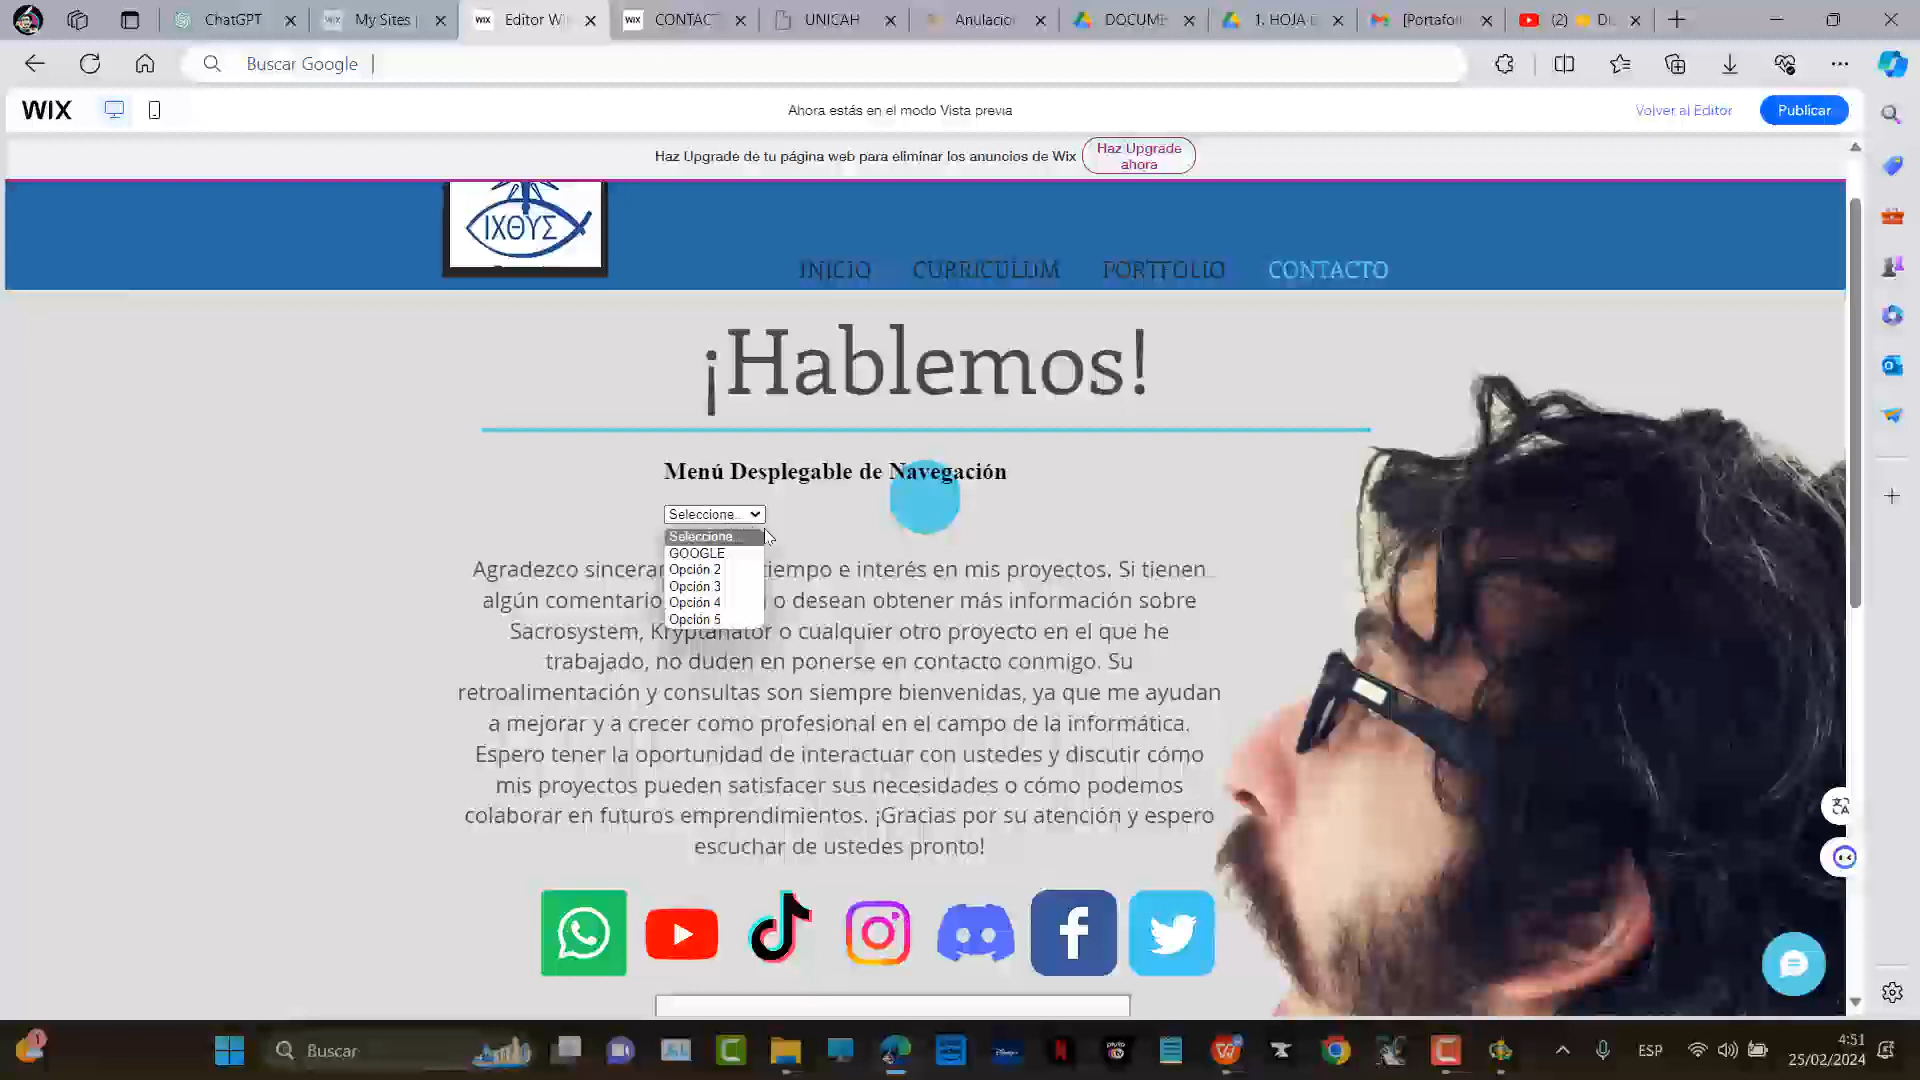 ChatGPT
My Sites
Editor Wi
CONTACT
UNICAH
Anulacio
DOCUME
1. HOJA D
[Portafoli
(2)
Buscar Google
WIX
Ahora estás en el modo Vista previa
Volver al Editor
Publicar
Haz Upgrade de tu página web para eliminar los anuncios de Wix
Haz Upgrade
ahora
ΙΧΘΥΣ
INICIO
CURRICULUM
PORTFOLIO
CONTACTO
¡Hablemos!
Menú Desplegable de Navegación
Seleccione...
Seleccione...
GOOGLE
Opción 2
Opción 3
Opción 4
Opción 5
Agradezco sincerar tiempo e interés en mis proyectos. Si tienen
algún comentario o desean obtener más información sobre
Sacrosystem, Kryptanator o cualquier otro proyecto en el que he
trabajado, no duden en ponerse en contacto conmigo. Su
retroalimentación y consultas son siempre bienvenidas, ya que me ayudan
a mejorar y a crecer como profesional en el campo de la informática.
Espero tener la oportunidad de interactuar con ustedes y discutir cómo
mis proyectos pueden satisfacer sus necesidades o cómo podemos
colaborar en futuros emprendimientos. ¡Gracias por su atención y espero
escuchar de ustedes pronto!
Buscar
ESP
4:51
25/02/2024